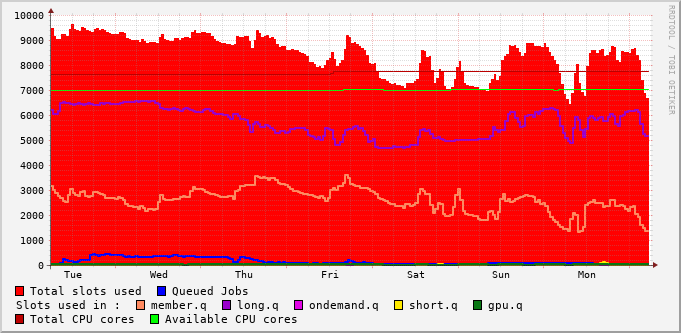 RRDTOOL / TOBI OETIKER
10000
9000
8000
7000
6000
5000
4000
3000
2000
1000
0
Tue Wed Thu Fri Sat Sun Mon
Total slots used Queued Jobs
Slots used in : member.q long.q ondemand.q short.q gpu.q
Total CPU cores Available CPU cores